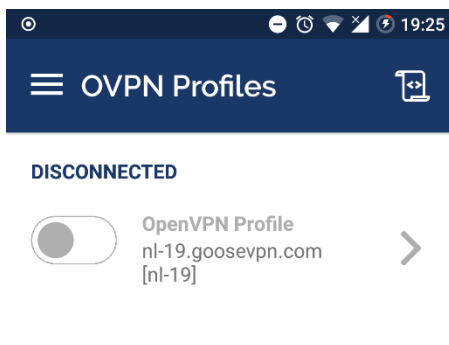 19:25
OVPN Profiles
DISCONNECTED
OpenVPN Profile
nl-19.goosevpn.com
[nl-19]